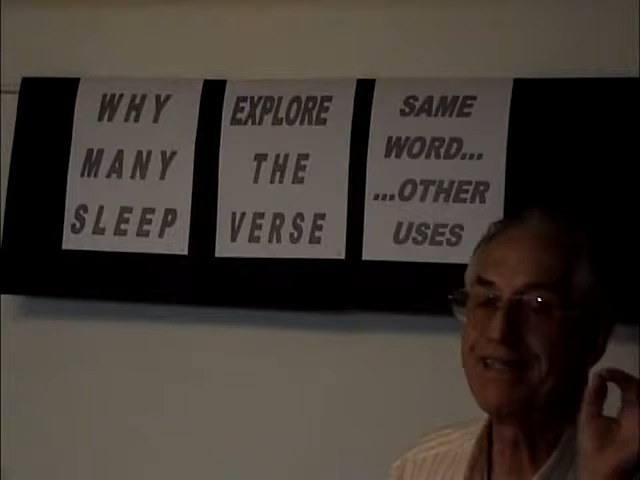 WHY
MANY
SLEEP
EXPLORE
THE
VERSE
SAME
WORD...
...OTHER
USES